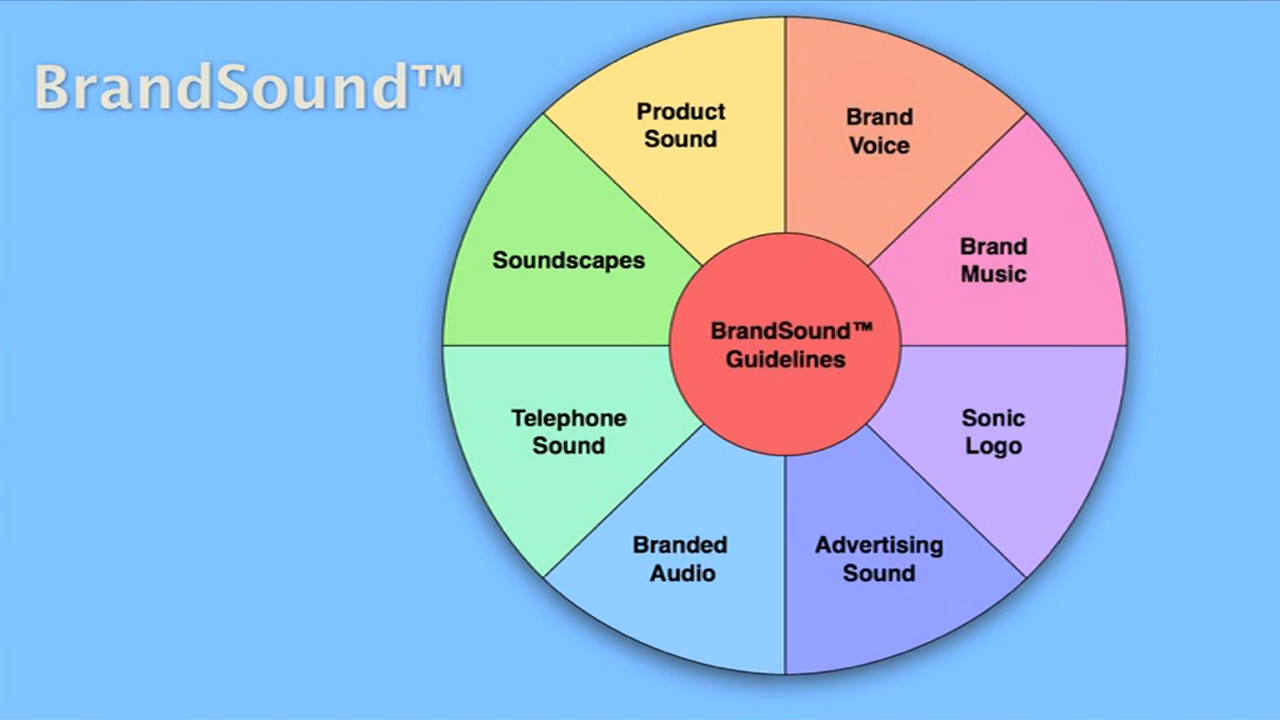 BrandSound™
Product
Sound
Brand
Voice
Soundscapes
Brand
Music
BrandSound™
Guidelines
Telephone
Sound
Sonic
Logo
Branded
Audio
Advertising
Sound